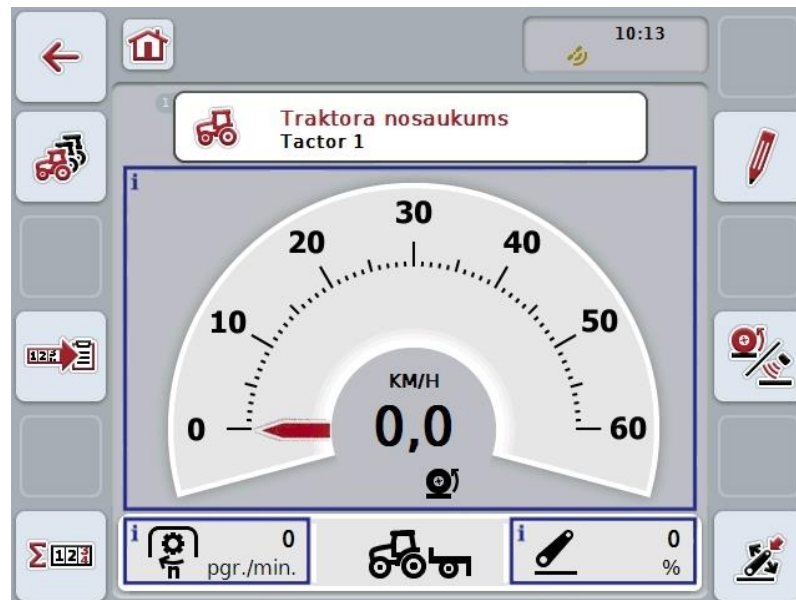 10:13
1
Traktora nosaukums
Tactor 1
i
30
20
40
10
50
KM/H
0
0,0
60
i
0
n
pgr./min.
i
0
%
Σ 123